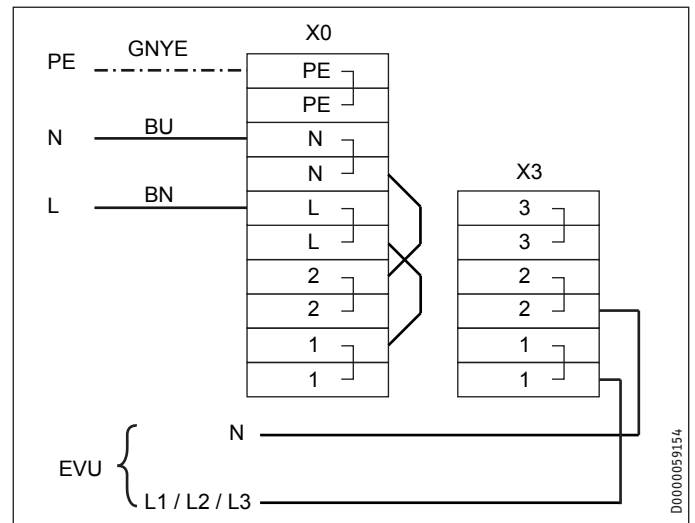 X0
PE GNYE PE
PE
N BU N
N X3
L BN L 3
L 3
2 2
2 2
1 1
1 1
N
EVU
L1 / L2 / L3
D0000059154